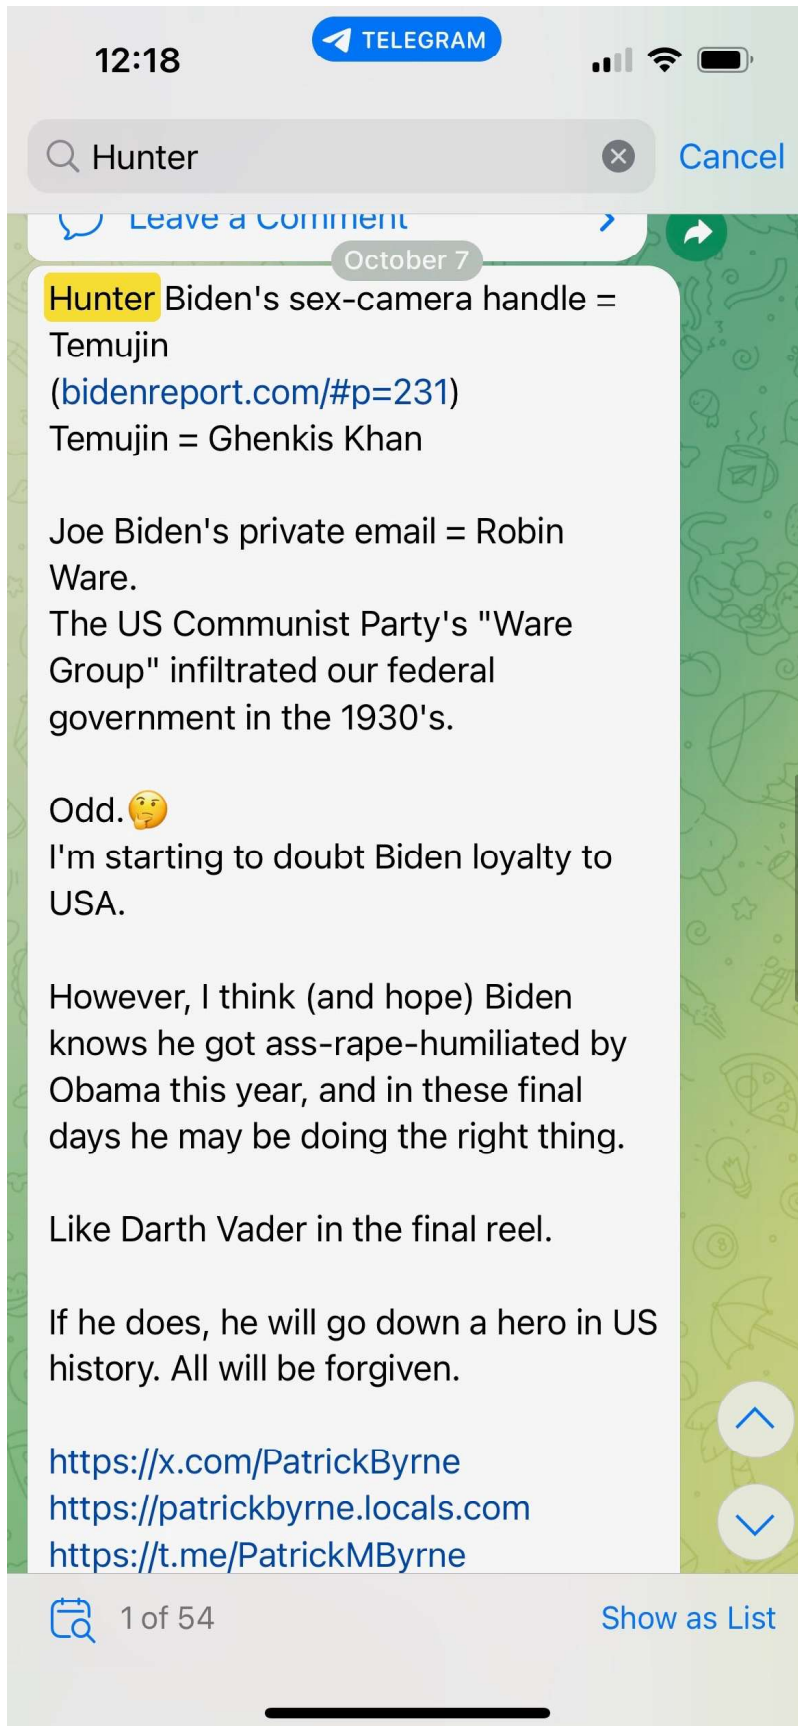 12:18
TELEGRAM
Hunter
Cancel
Leave a Comment
October 7
Hunter Biden's sex-camera handle =
Temujin
(bidenreport.com/#p=231)
Temujin = Ghenkis Khan
Joe Biden's private email = Robin
Ware.
The US Communist Party's "Ware
Group" infiltrated our federal
government in the 1930's.
Odd.🤔
I'm starting to doubt Biden loyalty to
USA.
However, I think (and hope) Biden
knows he got ass-rape-humiliated by
Obama this year, and in these final
days he may be doing the right thing.
Like Darth Vader in the final reel.
If he does, he will go down a hero in US
history. All will be forgiven.
https://x.com/PatrickByrne
https://patrickbyrne.locals.com
https://t.me/PatrickMByrne
1 of 54
Show as List